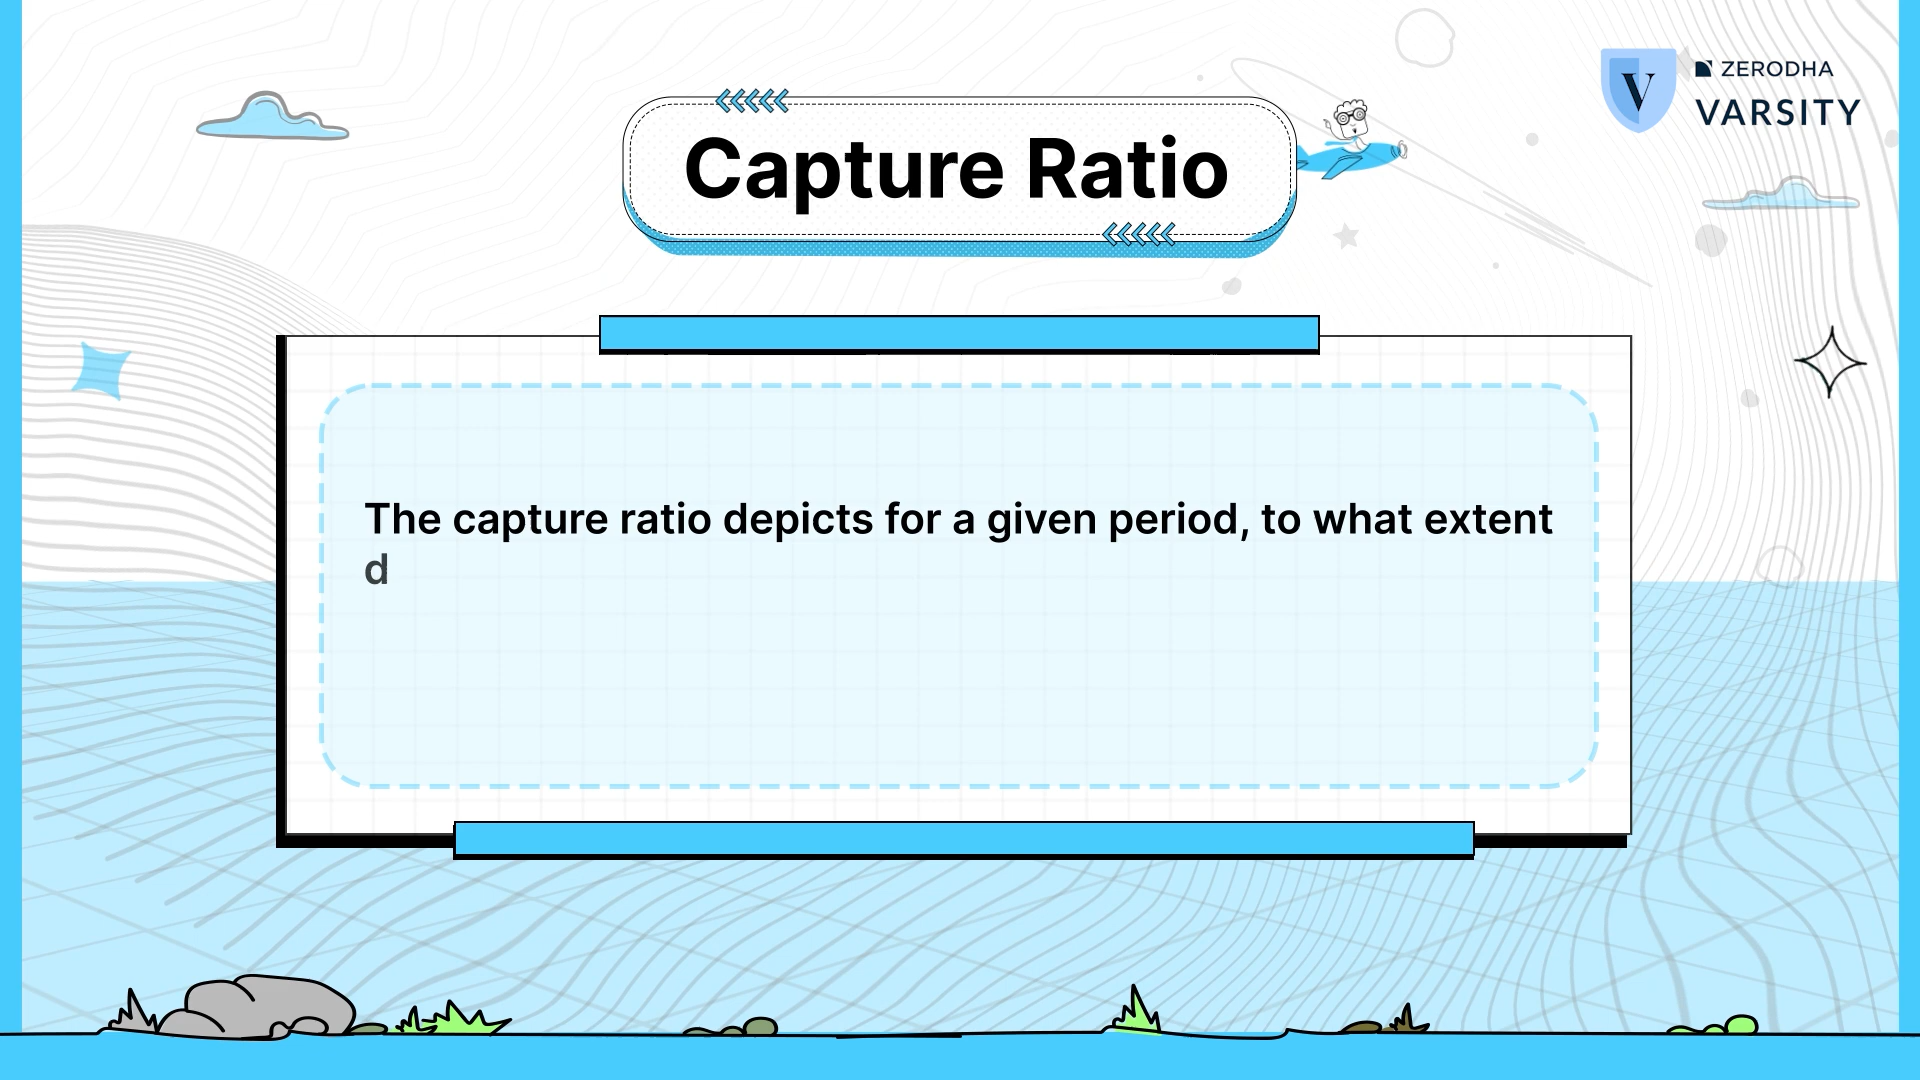 ZERODHA
VARSITY
Capture Ratio
The capture ratio depicts for a given period, to what extent
d